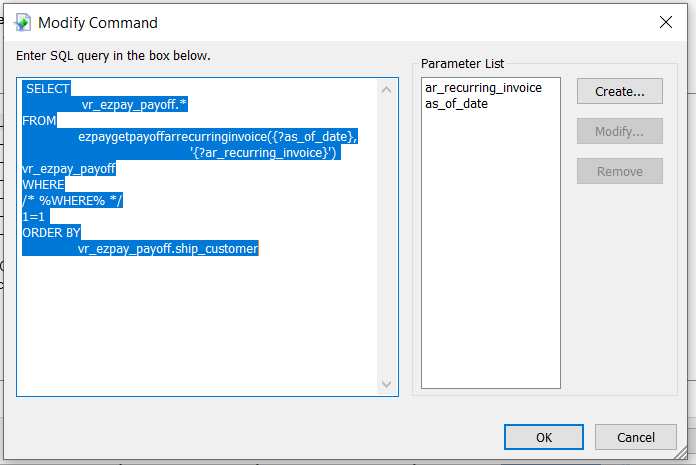 Modify Command
Enter SQL query in the box below.
SELECT
vr_ezpay_payoff.*
FROM
ezpaygetpayoffarrecurringinvoice({?as_of_date},
'{?ar_recurring_invoice}')
vr_ezpay_payoff
WHERE
/* %WHERE% */
1=1
ORDER BY
vr_ezpay_payoff.ship_customer
Parameter List
ar_recurring_invoice
as_of_date
Create...
Modify...
Remove
OK
Cancel